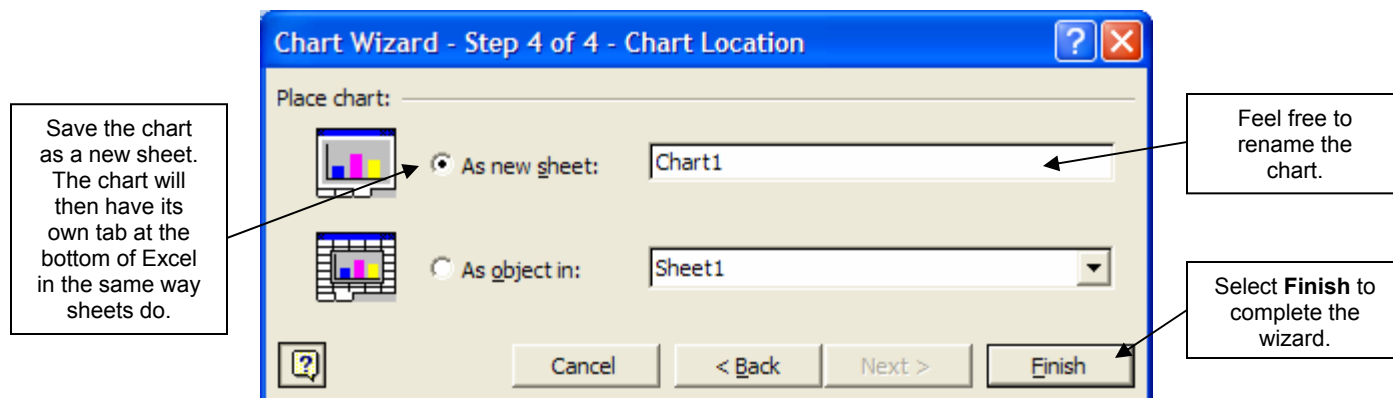 Chart Wizard - Step 4 of 4 - Chart Location
Place chart:
Save the chart
as a new sheet.
The chart will
then have its
own tab at the
bottom of Excel
in the same way
sheets do.
As new sheet:
Chart1
Feel free to
rename the
chart.
As object in:
Sheet1
Select Finish to
complete the
wizard.
Cancel
< Back
Next >
Finish